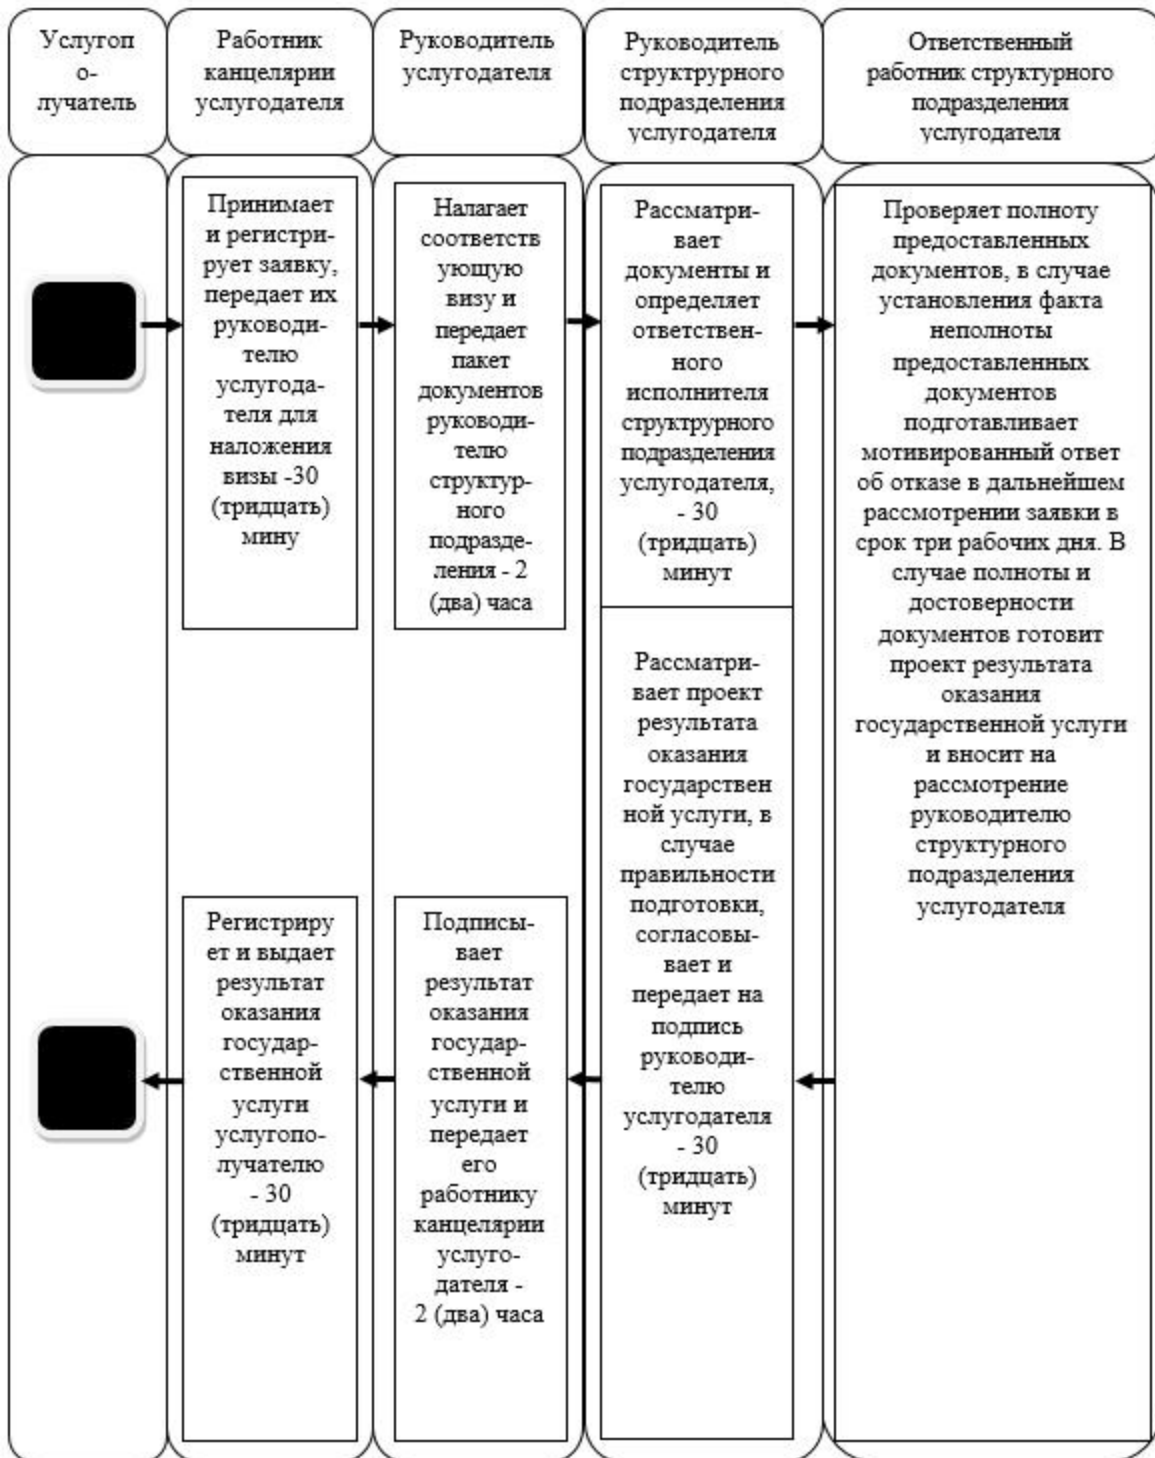 Услугоп
о-
лучатель
Работник
канцелярии
услугодателя
Руководитель
услугодателя
Руководитель
структрурного
подразделения
услугодателя
Ответственный
работник структурного
подразделения
услугодателя
Принимает
и регистри-
рует заявку,
передает их
руководи-
телю
услугода-
теля для
наложения
визы -30
(тридцать)
мину
Налагает
соответств
ующую
визу и
передает
пакет
документов
руководи-
телю
структур-
ного
подразде-
ления - 2
(два) часа
Рассматри-
вает
документы и
определяет
ответствен-
ного
исполнителя
структрурного
подразделения
услугодателя,
- 30
(тридцать)
минут
Проверяет полноту
предоставленных
документов, в случае
установления факта
неполноты
предоставленных
документов
подготавливает
мотивированный ответ
об отказе в дальнейшем
рассмотрении заявки в
срок три рабочих дня. В
случае полноты и
достоверности
документов готовит
проект результата
оказания
государственной услуги
и вносит на
рассмотрение
руководителю
структурного
подразделения
услугодателя
Рассматри-
вает проект
результата
оказания
государствен
ной услуги, в
случае
правильности
подготовки,
согласовы-
вает и
передает на
подпись
руководи-
телю
услугодателя
- 30
(тридцать)
минут
Подписы-
вает
результат
оказания
государ-
ственной
услуги и
передает
его
работнику
канцелярии
услуго-
дателя -
2 (два) часа
Регистриру
ет и выдает
результат
оказания
государ-
ственной
услуги
услугопо-
лучателю
- 30
(тридцать)
минут